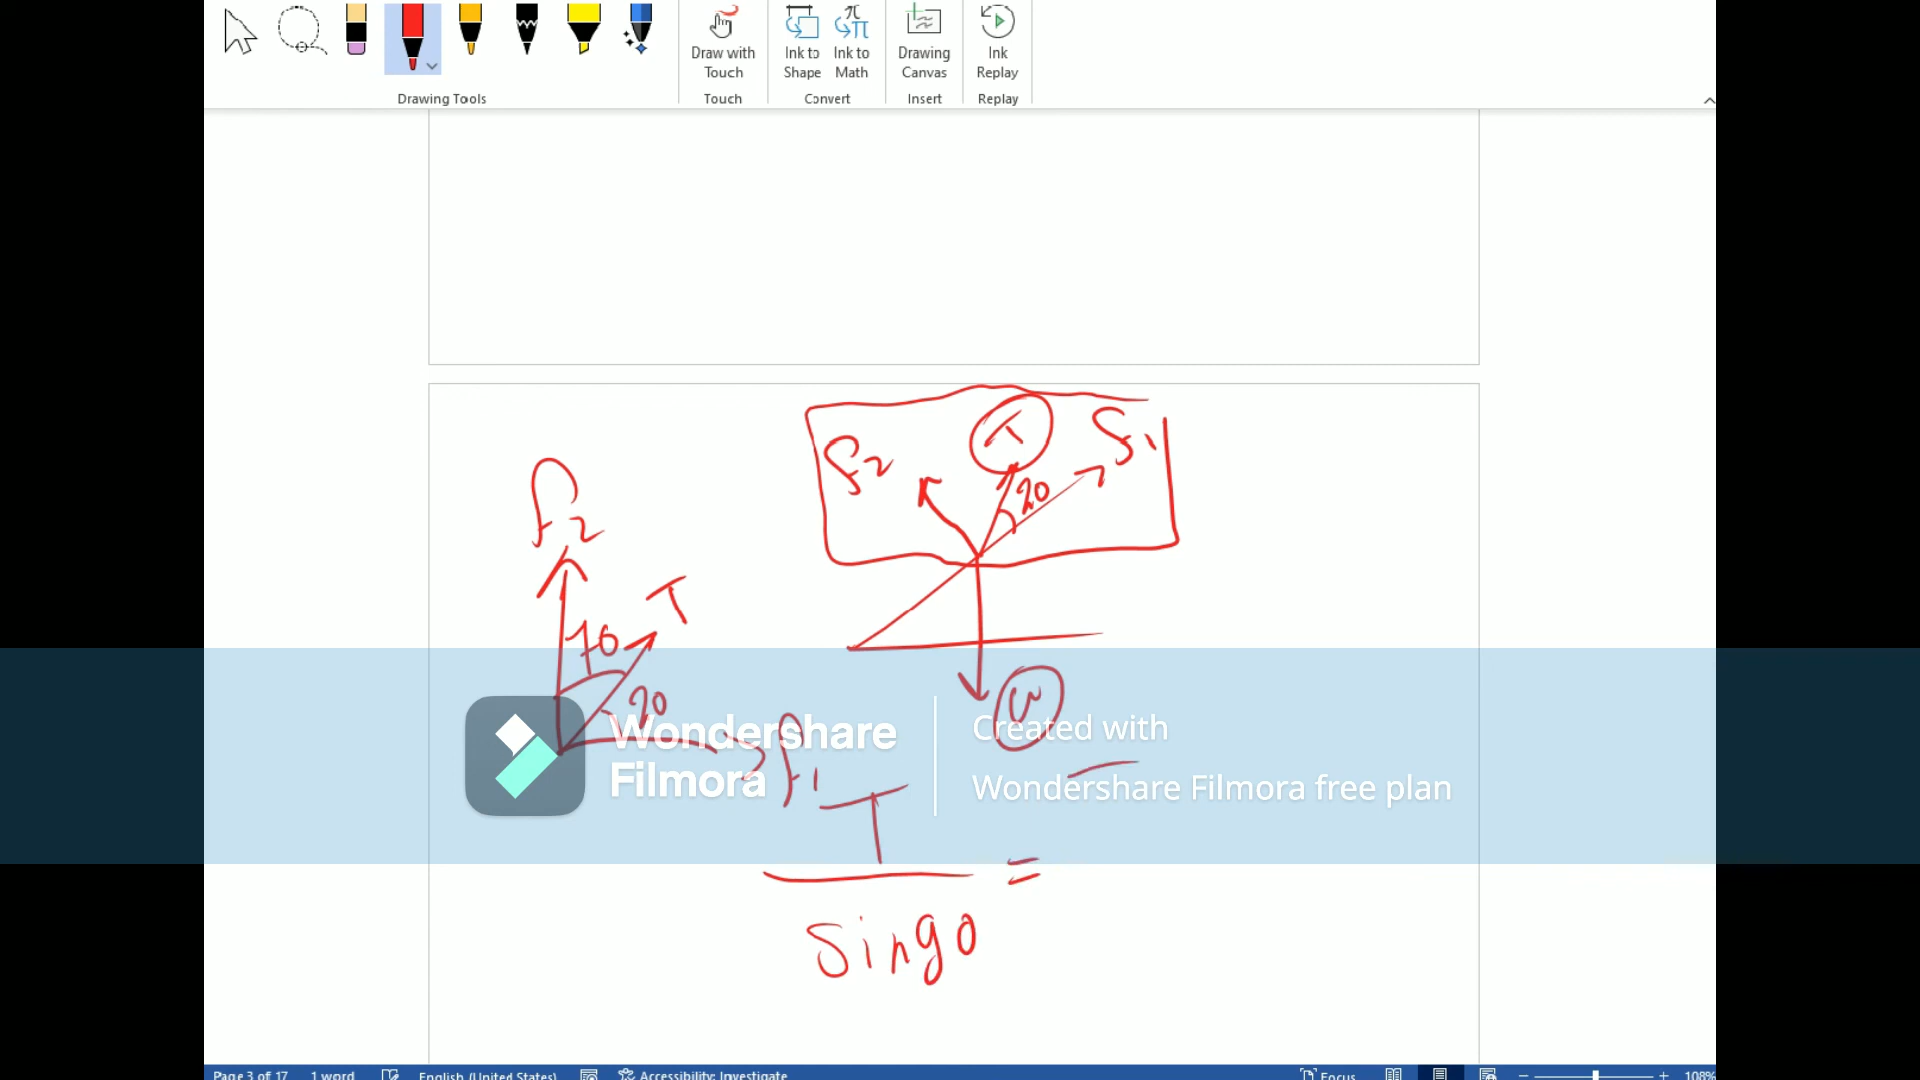 Draw with Touch
Ink to Shape
Ink to Math
Drawing Canvas
Ink Replay
Drawing Tools
Touch
Convert
Insert
Replay
f2
T
f1
20
f2
T
70
20
f1
W
Wondershare
Filmora
Created with
Wondershare Filmora free plan
T
=
Sin90
Page 3 of 17
1 word
English (United States)
Accessibility: Investigate
Focus
108%